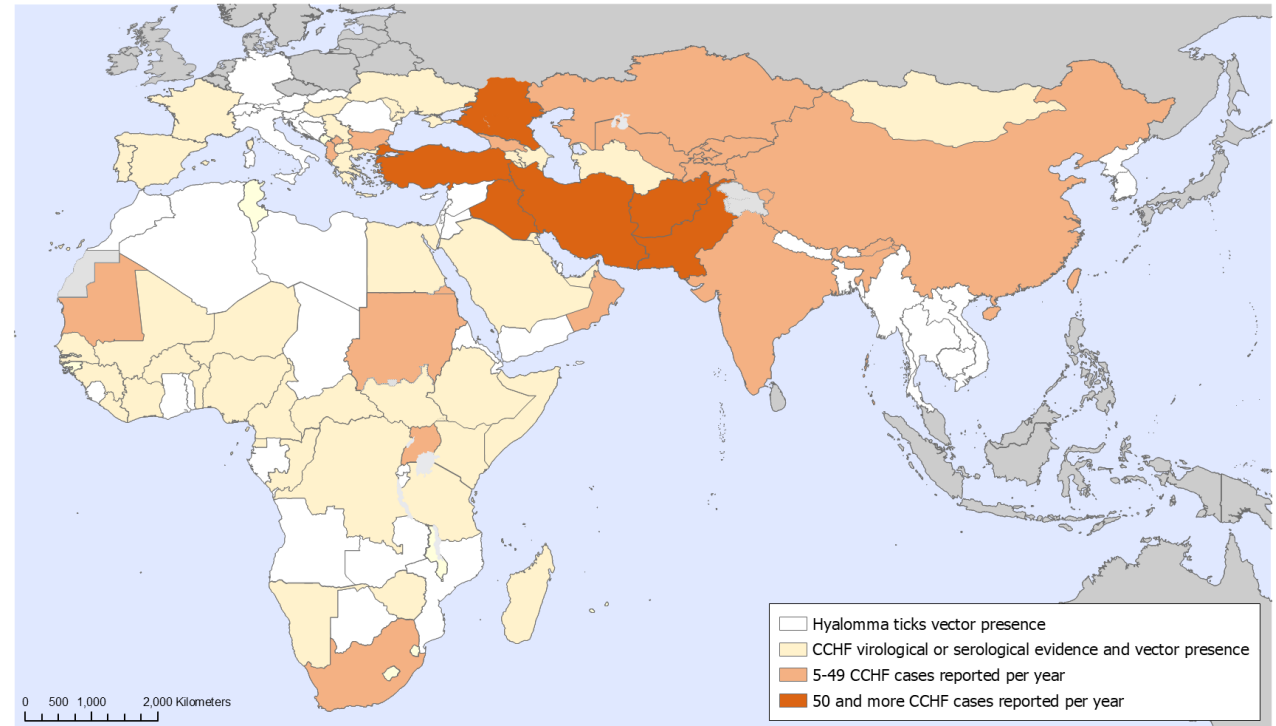 Hyalomma ticks vector presence
CCHF virological or serological evidence and vector presence
5-49 CCHF cases reported per year
50 and more CCHF cases reported per year
0 500 1,000 2,000 Kilometers